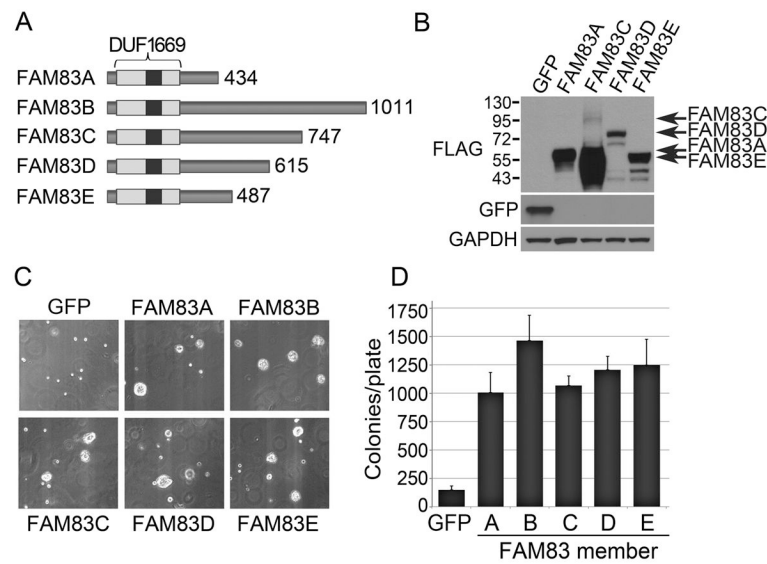 A
DUF1669
FAM83A 434
FAM83B 1011
FAM83C 747
FAM83D 615
FAM83E 487
B
GFP FAM83A FAM83C FAM83D FAM83E
130
95
72
55
43
FLAG
FAM83C
FAM83D
FAM83A
FAM83E
GFP
GAPDH
C
GFP FAM83A FAM83B
FAM83C FAM83D FAM83E
D
Colonies/plate
1750
1500
1250
1000
750
500
250
0
GFP A B C D E
FAM83 member